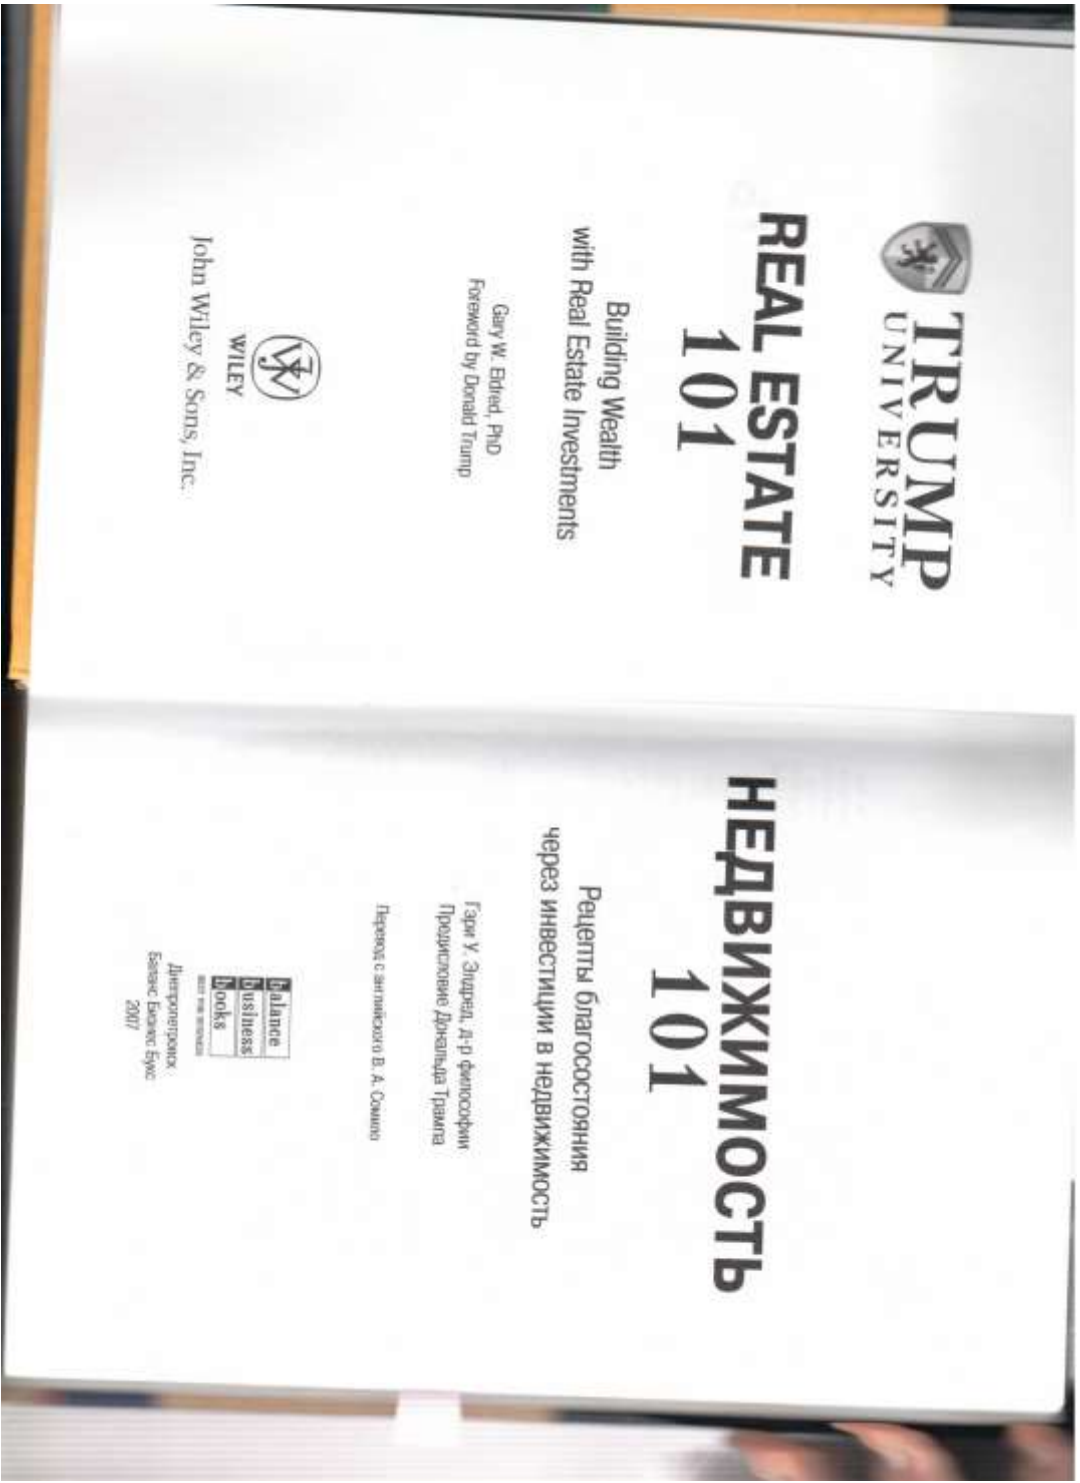 TRUMP
UNIVERSITY
REAL ESTATE
101
Building Wealth
with Real Estate Investments
Gary W. Eldred, PhD
Foreword by Donald Trump
WILEY
John Wiley & Sons, Inc.
НЕДВИЖИМОСТЬ
101
Рецепты благосостояния
через инвестиции в недвижимость
Гэри У. Элдред, д-р философии
Предисловие Дональда Трампа
Перевод с английского В. А. Сомило
balance
business
books
Днепропетровск
Баланс Бизнес Букс
2007